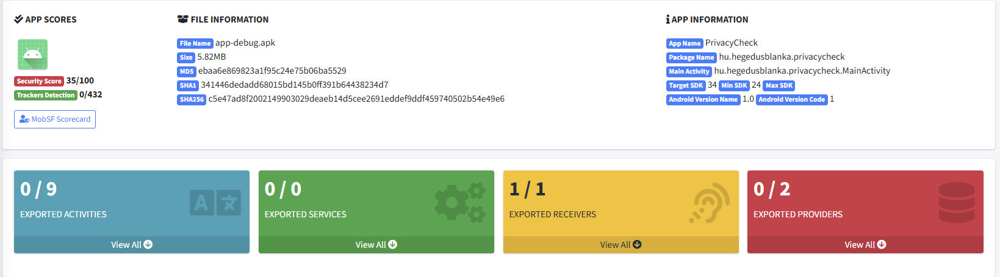 APP SCORES
Security Score 35/100
Trackers Detection 0/432
MobSF Scorecard
FILE INFORMATION
File Name app-debug.apk
Size 5.82MB
MD5 ebaa6e869823a1f95c24e75b06ba5529
SHA1 341446dedadd68015bd145b0ff391b64438234d7
SHA256 c5e47ad8f2002149903029deaeb14d5cee2691eddef9ddf459740502b54e49e6
APP INFORMATION
App Name PrivacyCheck
Package Name hu.hegedusblanka.privacycheck
Main Activity hu.hegedusblanka.privacycheck.MainActivity
Target SDK 34 Min SDK 24 Max SDK
Android Version Name 1.0 Android Version Code 1
0 / 9
EXPORTED ACTIVITIES
View All
0 / 0
EXPORTED SERVICES
View All
1 / 1
EXPORTED RECEIVERS
View All
0 / 2
EXPORTED PROVIDERS
View All